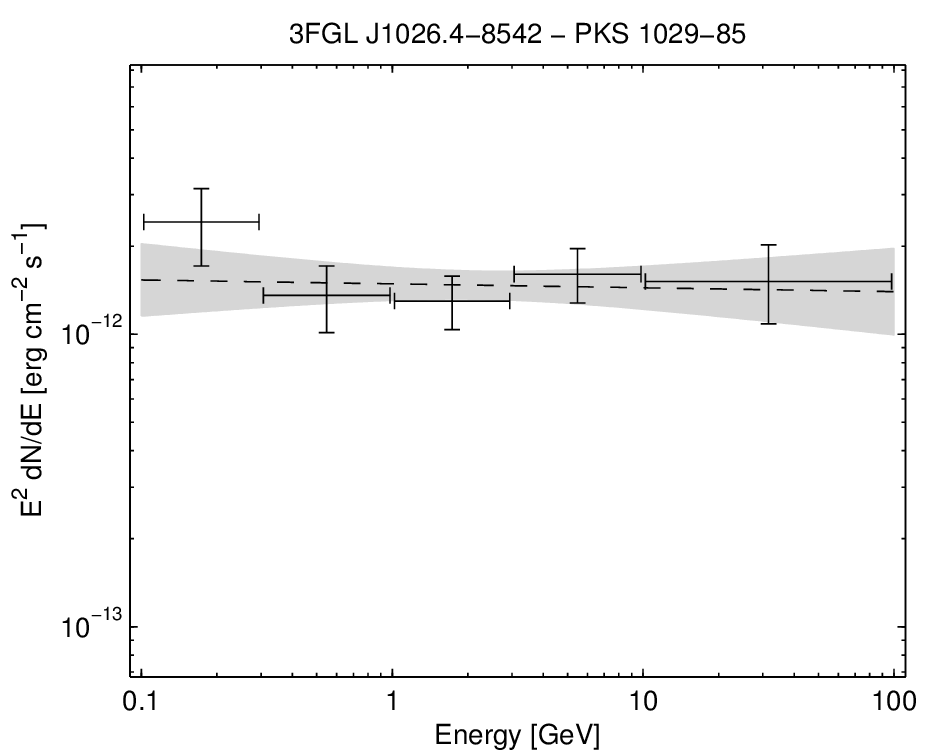 3FGL J1026.4−8542 − PKS 1029−85
E² dN/dE [erg cm⁻² s⁻¹]
10⁻¹²
10⁻¹³
0.1 1 10 100
Energy [GeV]